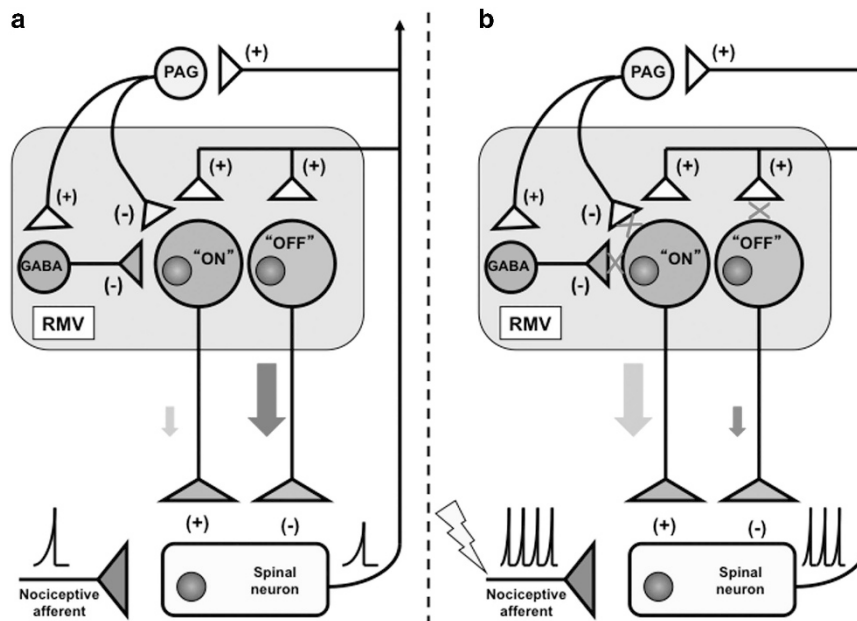 a
(+)
PAG
(+)
(+)
(+)
(-)
"ON"
"OFF"
GABA
(-)
RMV
(+)
(-)
Nociceptive
afferent
Spinal
neuron
b
(+)
PAG
(+)
(+)
(+)
(-)
"ON"
"OFF"
GABA
(-)
RMV
(+)
(-)
Nociceptive
afferent
Spinal
neuron